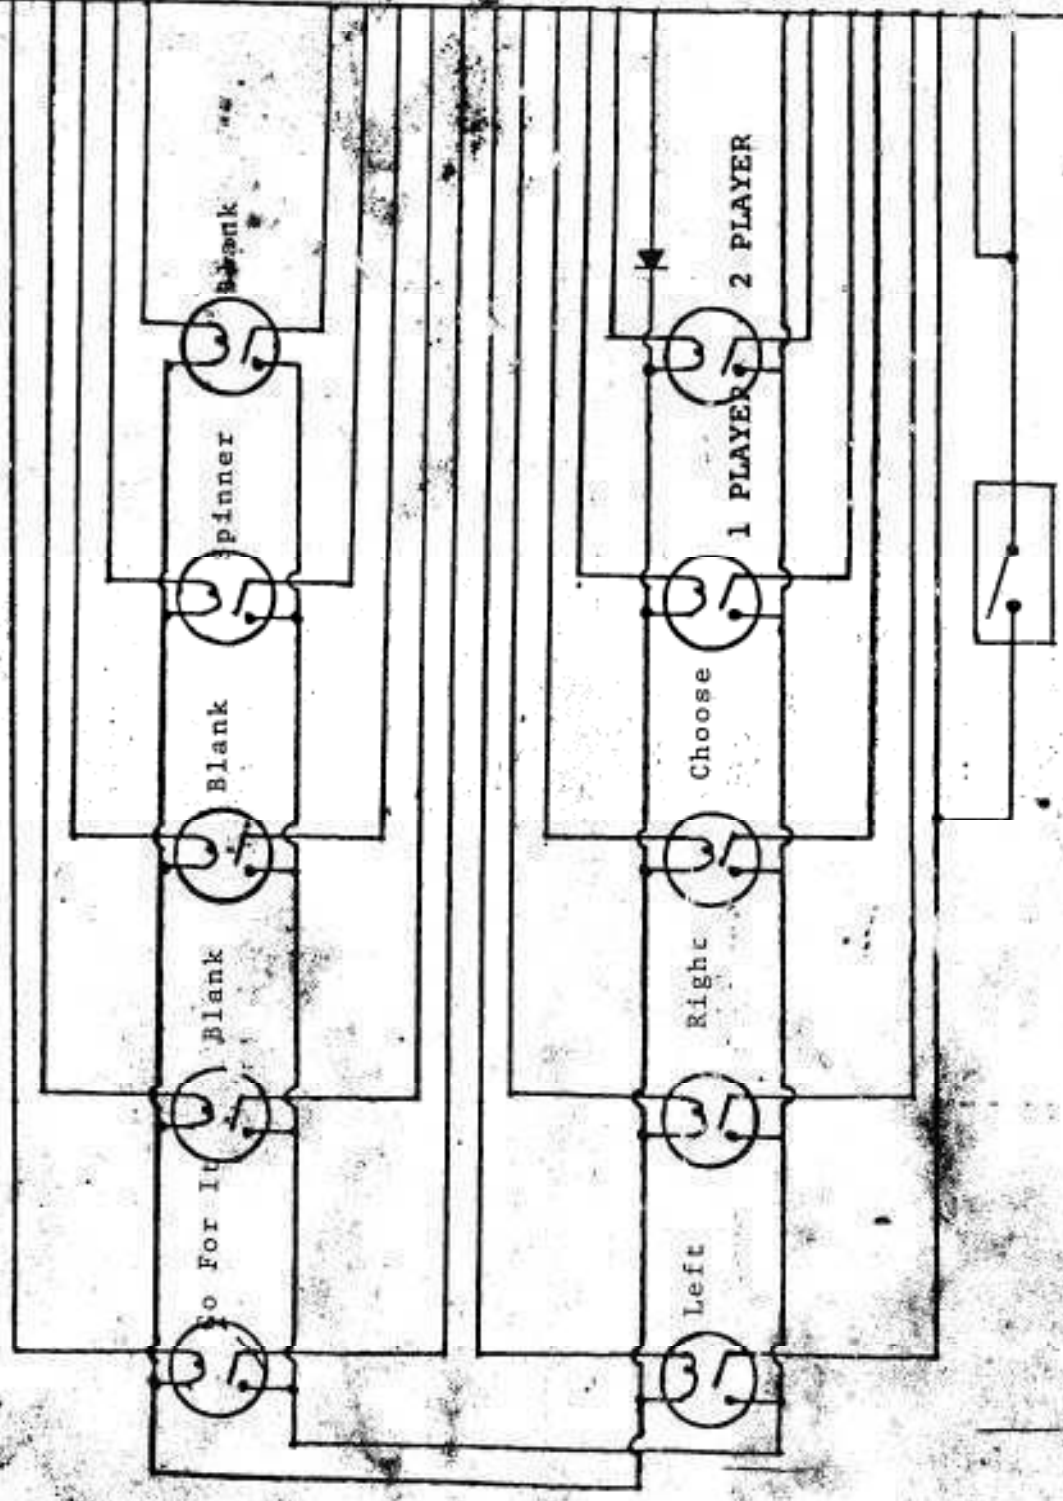 Go For It
Blank
Blank
Spinner
Blank
Left
Right
Choose
1 PLAYER
2 PLAYER